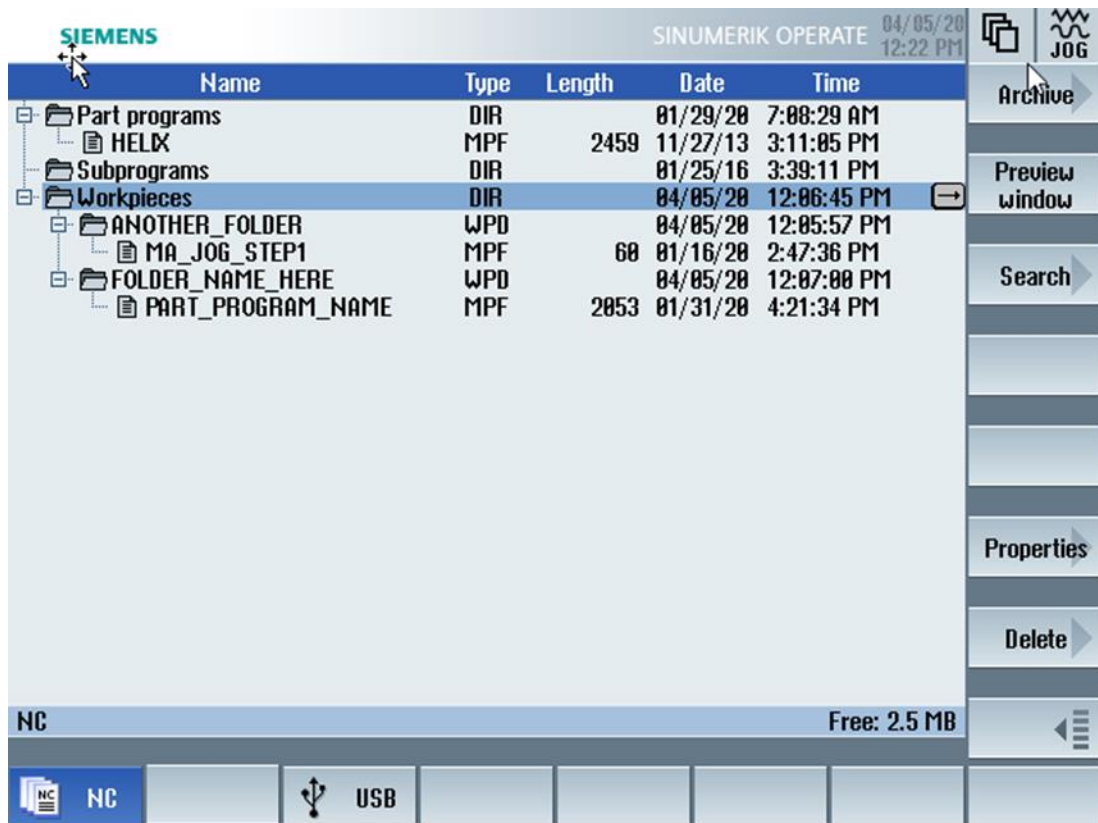 SIEMENS
SINUMERIK OPERATE 04/05/20 12:22 PM
JOG
Name Type Length Date Time
Part programs DIR 01/29/20 7:08:29 AM
HELIX MPF 2459 11/27/13 3:11:05 PM
Subprograms DIR 01/25/16 3:39:11 PM
Workpieces DIR 04/05/20 12:06:45 PM
ANOTHER_FOLDER WPD 04/05/20 12:05:57 PM
MA_JOG_STEP1 MPF 60 01/16/20 2:47:36 PM
FOLDER_NAME_HERE WPD 04/05/20 12:07:00 PM
PART_PROGRAM_NAME MPF 2053 01/31/20 4:21:34 PM
Archive
Preview
window
Search
Properties
Delete
NC Free: 2.5 MB
NC NC USB